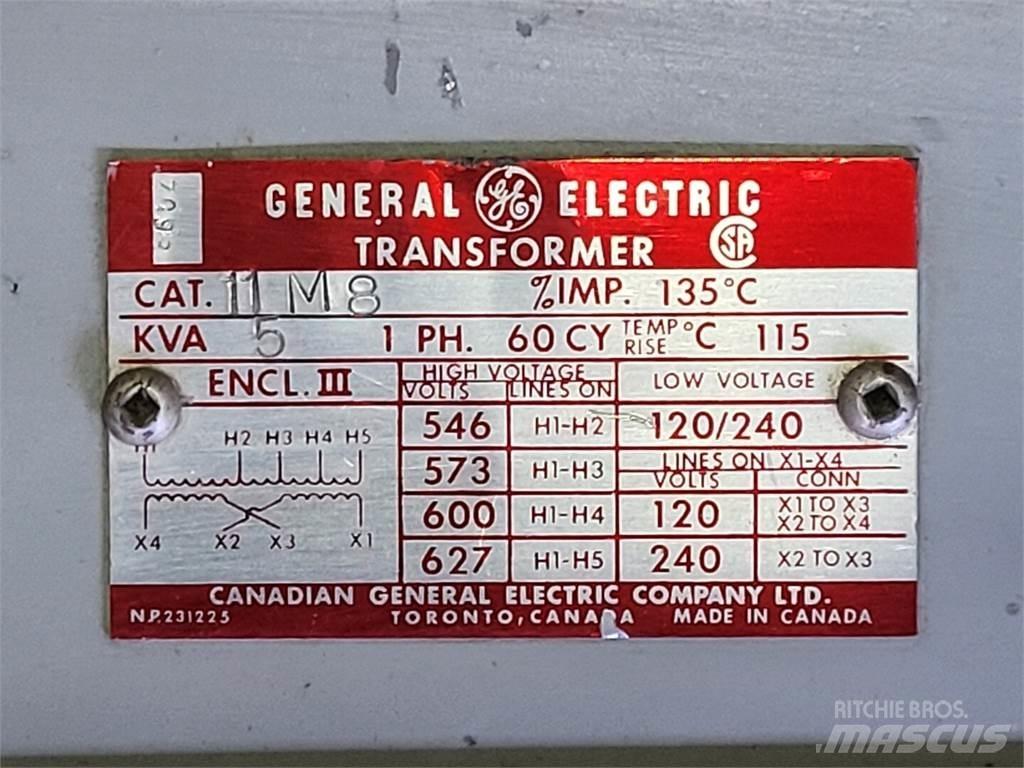 GENERAL GE ELECTRIC
TRANSFORMER CSA
CAT. 11 M 8 %IMP. 135°C
KVA 5 1 PH. 60 CY TEMP RISE °C 115
ENCL. III
H2 H3 H4 H5
H1
X4 X2 X3 X1
HIGH VOLTAGE
VOLTS LINES ON
546 H1-H2
573 H1-H3
600 H1-H4
627 H1-H5
LOW VOLTAGE
120/240
LINES ON X1-X4
VOLTS CONN
120 X1 TO X3
X2 TO X4
240 X2 TO X3
CANADIAN GENERAL ELECTRIC COMPANY LTD.
N.P.231225 TORONTO, CANADA MADE IN CANADA
RITCHIE BROS.
MASCUS